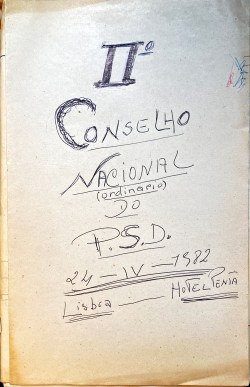 IIº
CONSELHO
NACIONAL
(ordinario)
DO
P.S.D.
24-IV-1982
Lisboa — HOTEL PENTA